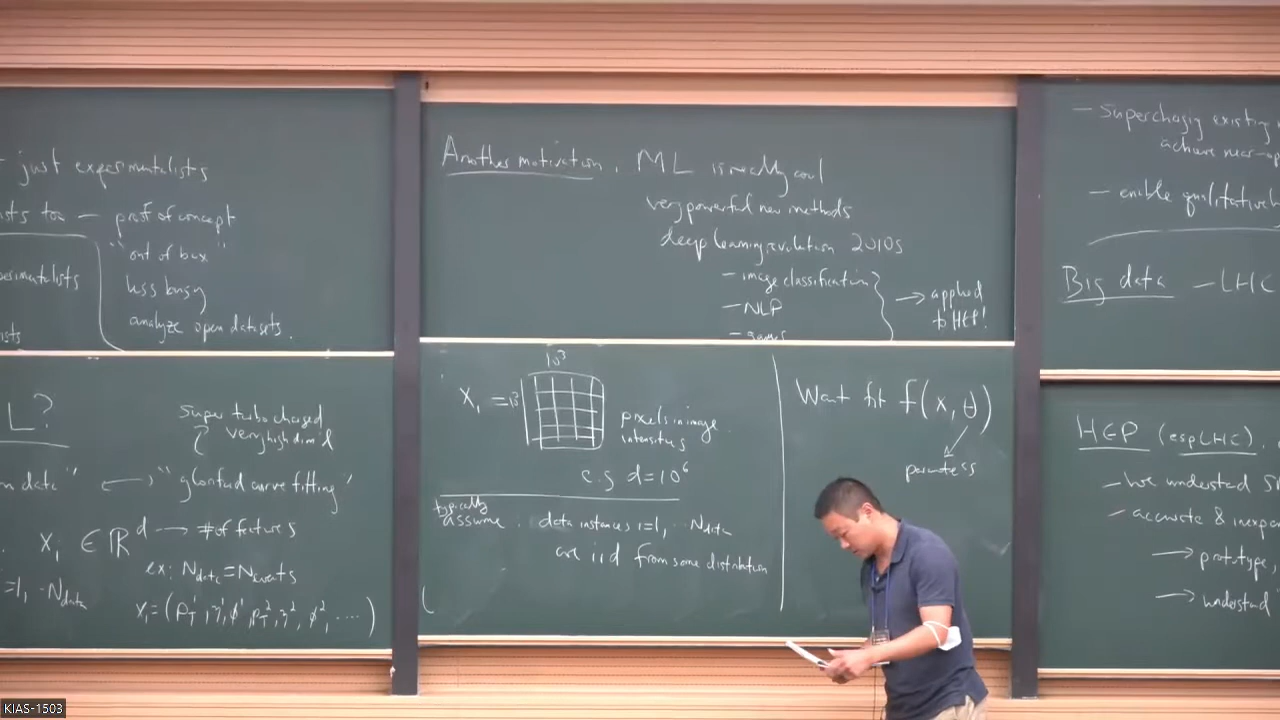 just experimentalists
too — proof of concept
"out of box"
less busy
analyze open datasets.
L?
Super turbo charged
very high dim'l
data" ← "glorified curve fitting"
x_i ∈ ℝ^d → # of features
ex: N_data = N_events
=1, ... N_data
x_i = (p_T^1, η^1, φ^1, p_T^2, η^2, φ^2, ....)
Another motivation. ML is really cool
very powerful new methods
deep learning revolution 2010s
— image classification
— NLP
— games
→ applied
to HEP!
10^3
x_i = 10^3
pixels in image
intensities
e.g d=10^6
typically
assume. data instances i=1, ... N_data
are iid from some distribution
Want fit f(x, θ)
parameters
— Supercharging existing
achieve near-op
— enable qualitatively
Big data — LHC
HEP (esp LHC).
— We understand SM
— accurate & inexp
→ prototype,
→ understand
KIAS-1503